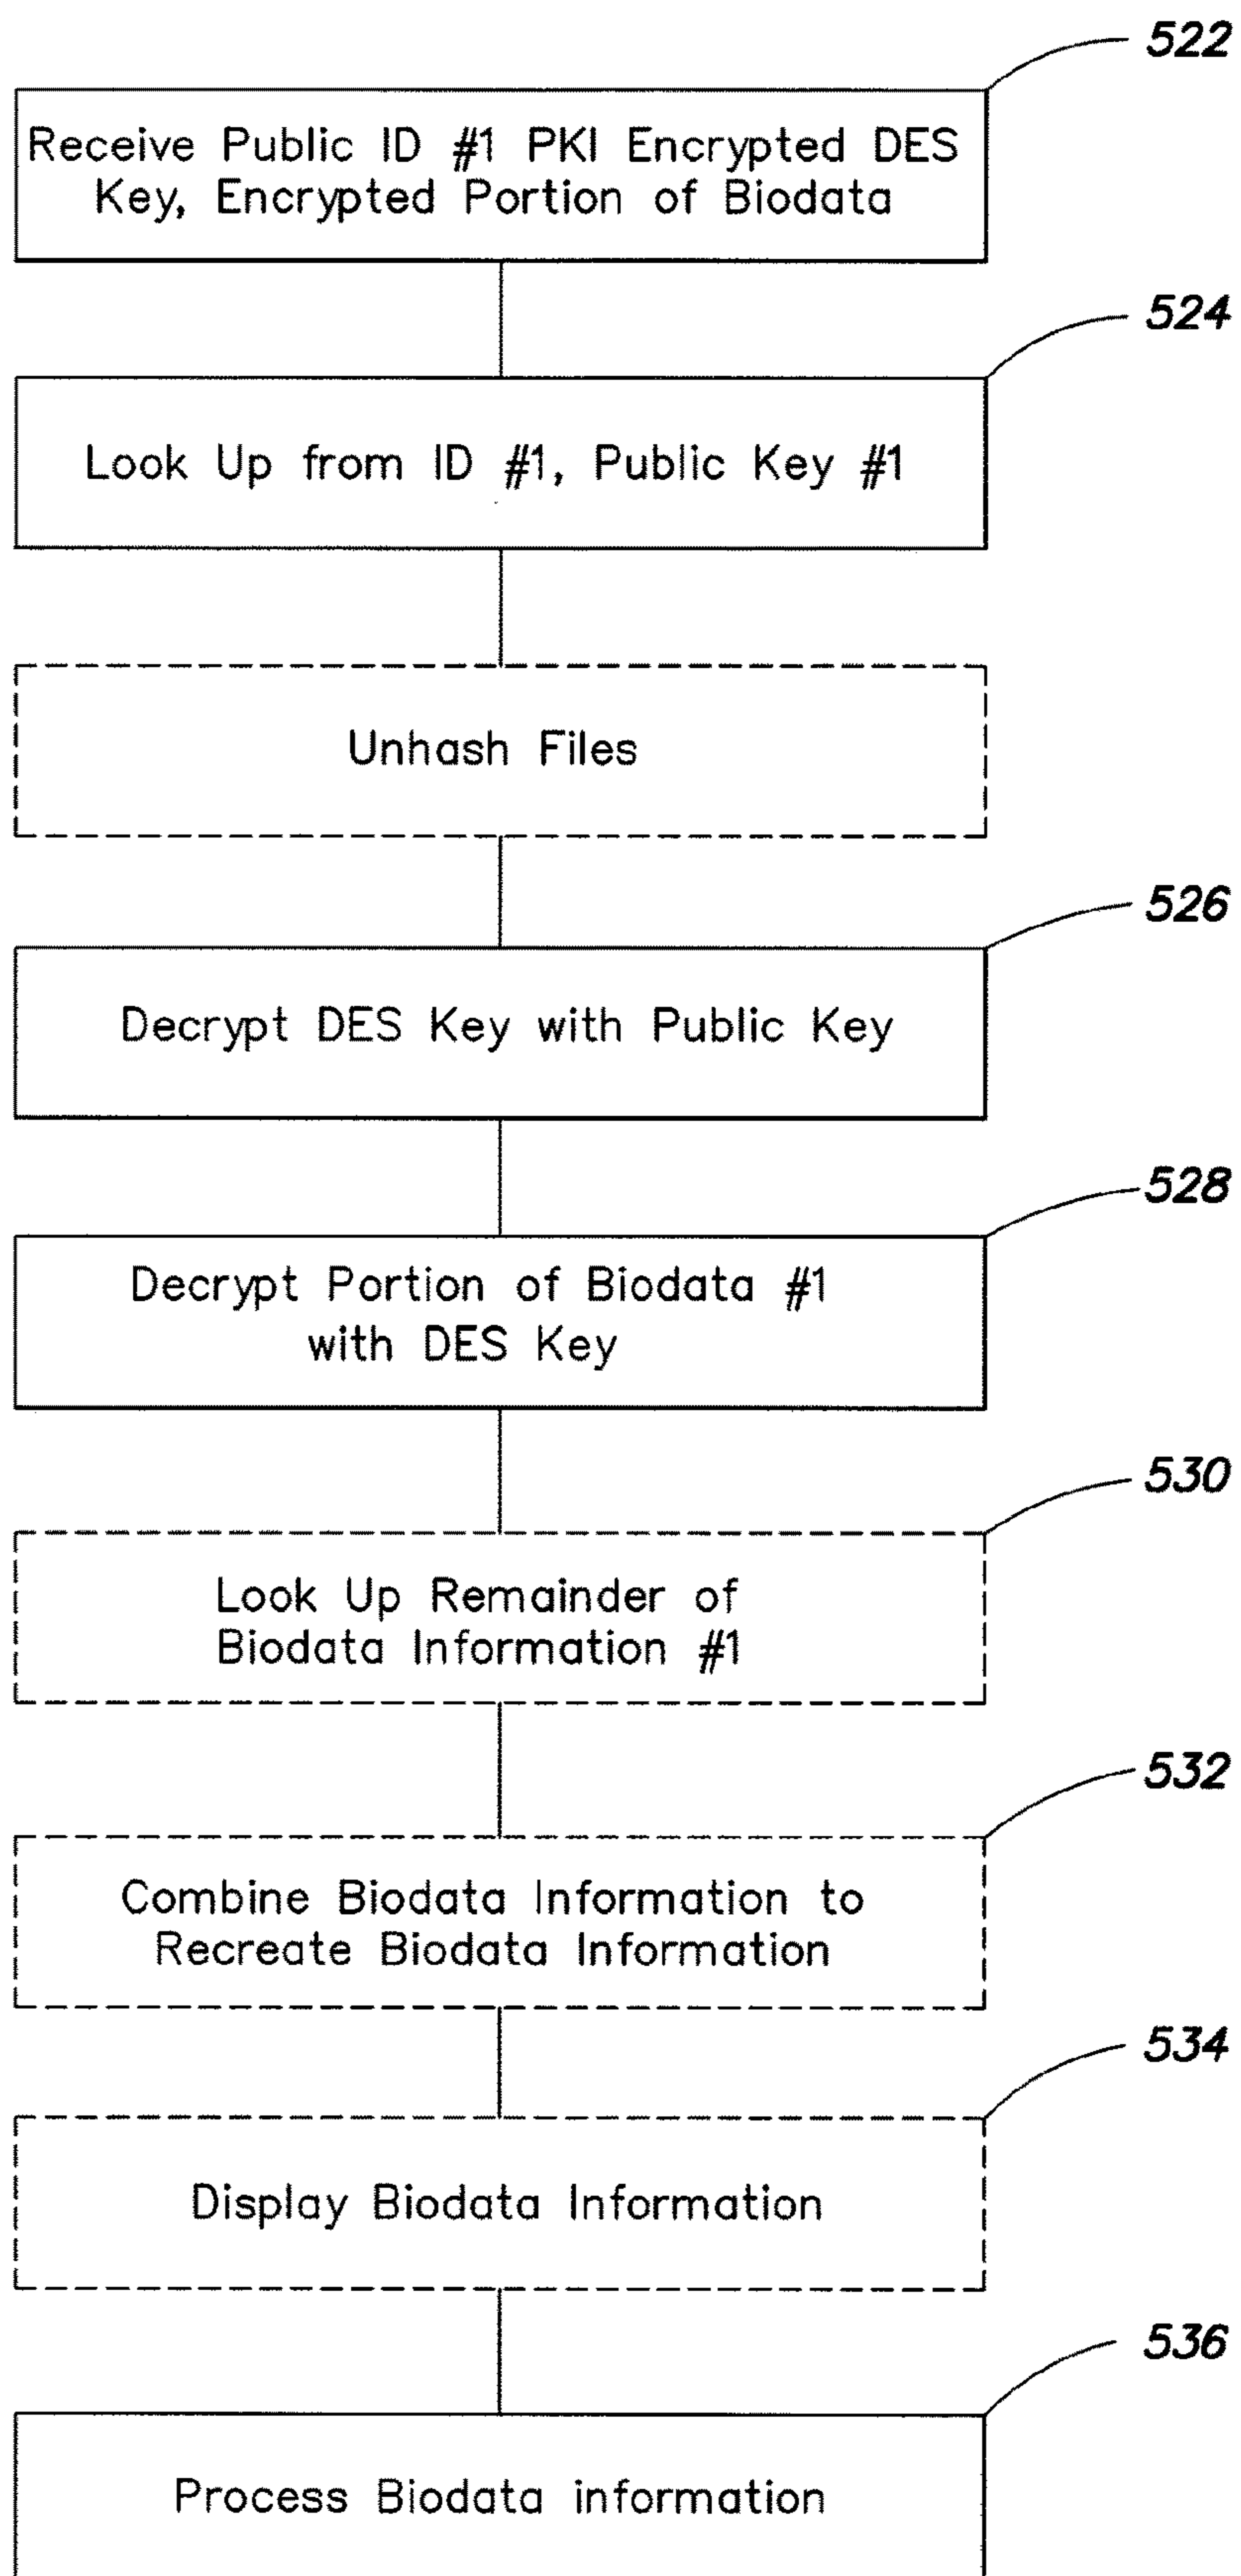 522
Receive Public ID #1 PKI Encrypted DES
Key, Encrypted Portion of Biodata
524
Look Up from ID #1, Public Key #1
Unhash Files
526
Decrypt DES Key with Public Key
528
Decrypt Portion of Biodata #1
with DES Key
530
Look Up Remainder of
Biodata Information #1
532
Combine Biodata Information to
Recreate Biodata Information
534
Display Biodata Information
536
Process Biodata information